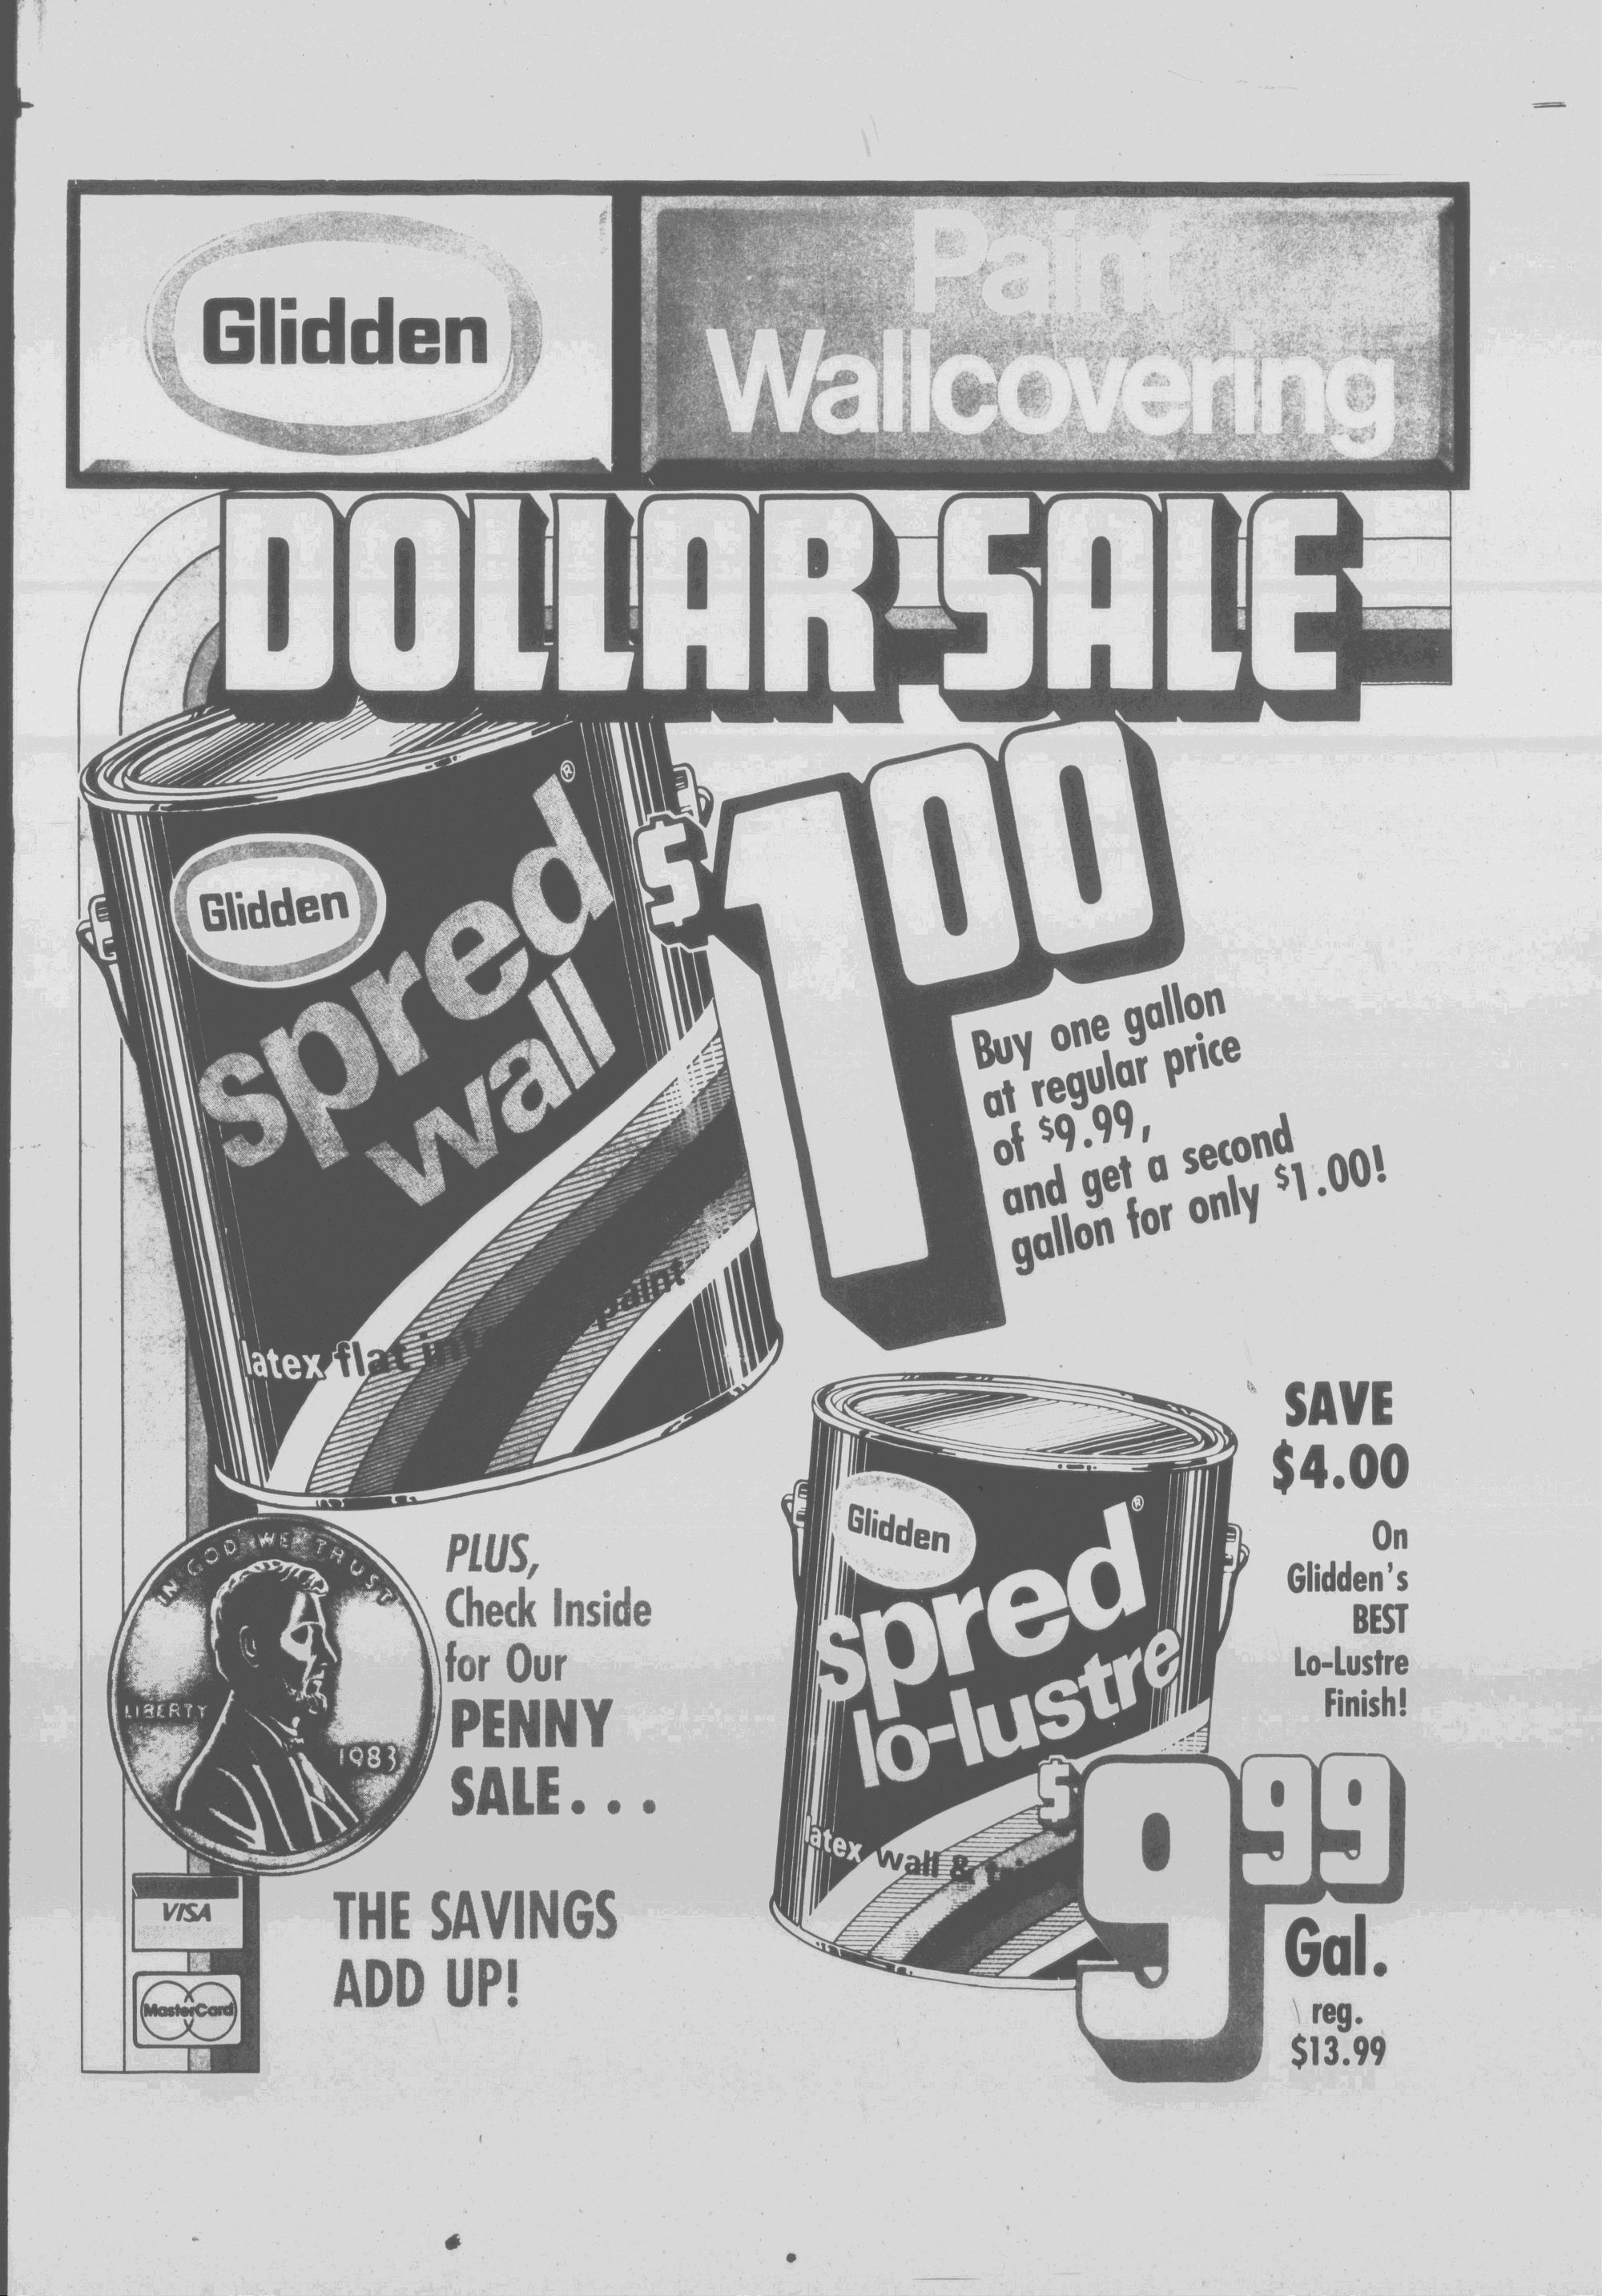 Glidden
Paint
Wallcovering
DOLLAR SALE
Glidden
spred®
wall
latex flat paint
$1.00
Buy one gallon
at regular price
of $9.99,
and get a second
gallon for only $1.00!
SAVE
$4.00
On
Glidden's
BEST
Lo-Lustre
Finish!
Glidden
spred®
lo-lustre
latex wall &
$9.99
Gal.
reg.
$13.99
IN GOD WE TRUST
LIBERTY
1983
PLUS,
Check Inside
for Our
PENNY
SALE...
VISA
MasterCard
THE SAVINGS
ADD UP!